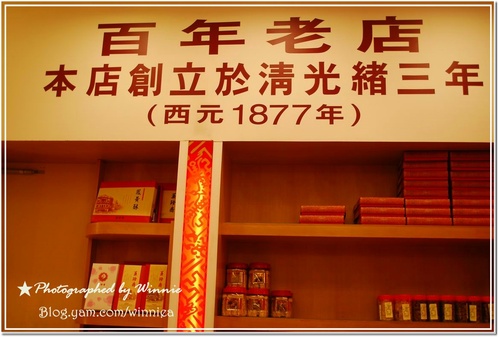 百年老店
本店創立於清光緒三年
(西元1877年)
★Photographed by Winnie
Blog.yam.com/winniea